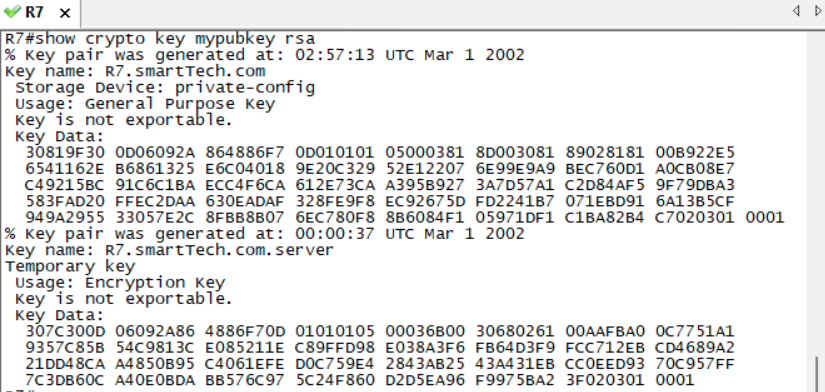 R7
R7#show crypto key mypubkey rsa
% Key pair was generated at: 02:57:13 UTC Mar 1 2002
Key name: R7.smartTech.com
 Storage Device: private-config
 Usage: General Purpose Key
 Key is not exportable.
 Key Data:
  30819F30 0D06092A 864886F7 0D010101 05000381 8D003081 89028181 00B922E5
  6541162E B6861325 E6C04018 9E20C329 52E12207 6E99E9A9 BEC760D1 A0CB08E7
  C49215BC 91C6C1BA ECC4F6CA 612E73CA A395B927 3A7D57A1 C2D84AF5 9F79DBA3
  583FAD20 FFEC2DAA 630EADAF 328FE9F8 EC92675D FD2241B7 071EBD91 6A13B5CF
  949A2955 33057E2C 8FBB8B07 6EC780F8 8B6084F1 05971DF1 C1BA82B4 C7020301 0001
% Key pair was generated at: 00:00:37 UTC Mar 1 2002
Key name: R7.smartTech.com.server
Temporary key
 Usage: Encryption Key
 Key is not exportable.
 Key Data:
  307C300D 06092A86 4886F70D 01010105 00036B00 30680261 00AAFBA0 0C7751A1
  9357C85B 54C9813C E085211E C89FFD98 E038A3F6 FB64D3F9 FCC712EB CD4689A2
  21DD48CA A4850B95 C4061EFE D0C759E4 2843AB25 43A431EB CC0EED93 70C957FF
  7C3DB60C A40E0BDA BB576C97 5C24F860 D2D5EA96 F9975BA2 3F020301 0001